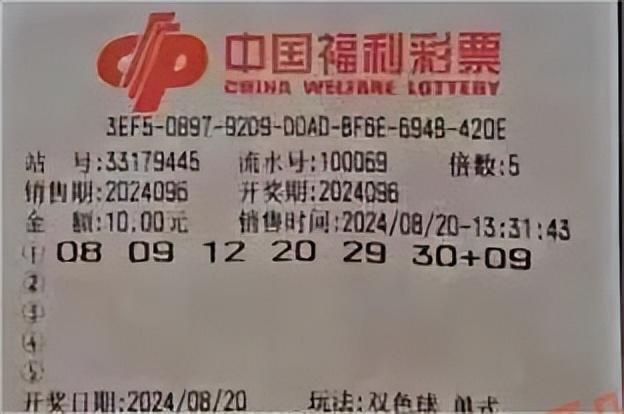 中国福利彩票
CHINA WELFARE LOTTERY
3EF5-0897-9209-D0AD-BF6E-694B-420E
站 号:33179445 流水号:100069 倍数:5
销售期:2024096 开奖期:2024096
金 额:10.00元 销售时间:2024/08/20-13:31:43
① 08 09 12 20 29 30+09
②
③
④
⑤
开奖日期:2024/08/20 玩法:双色球 单式